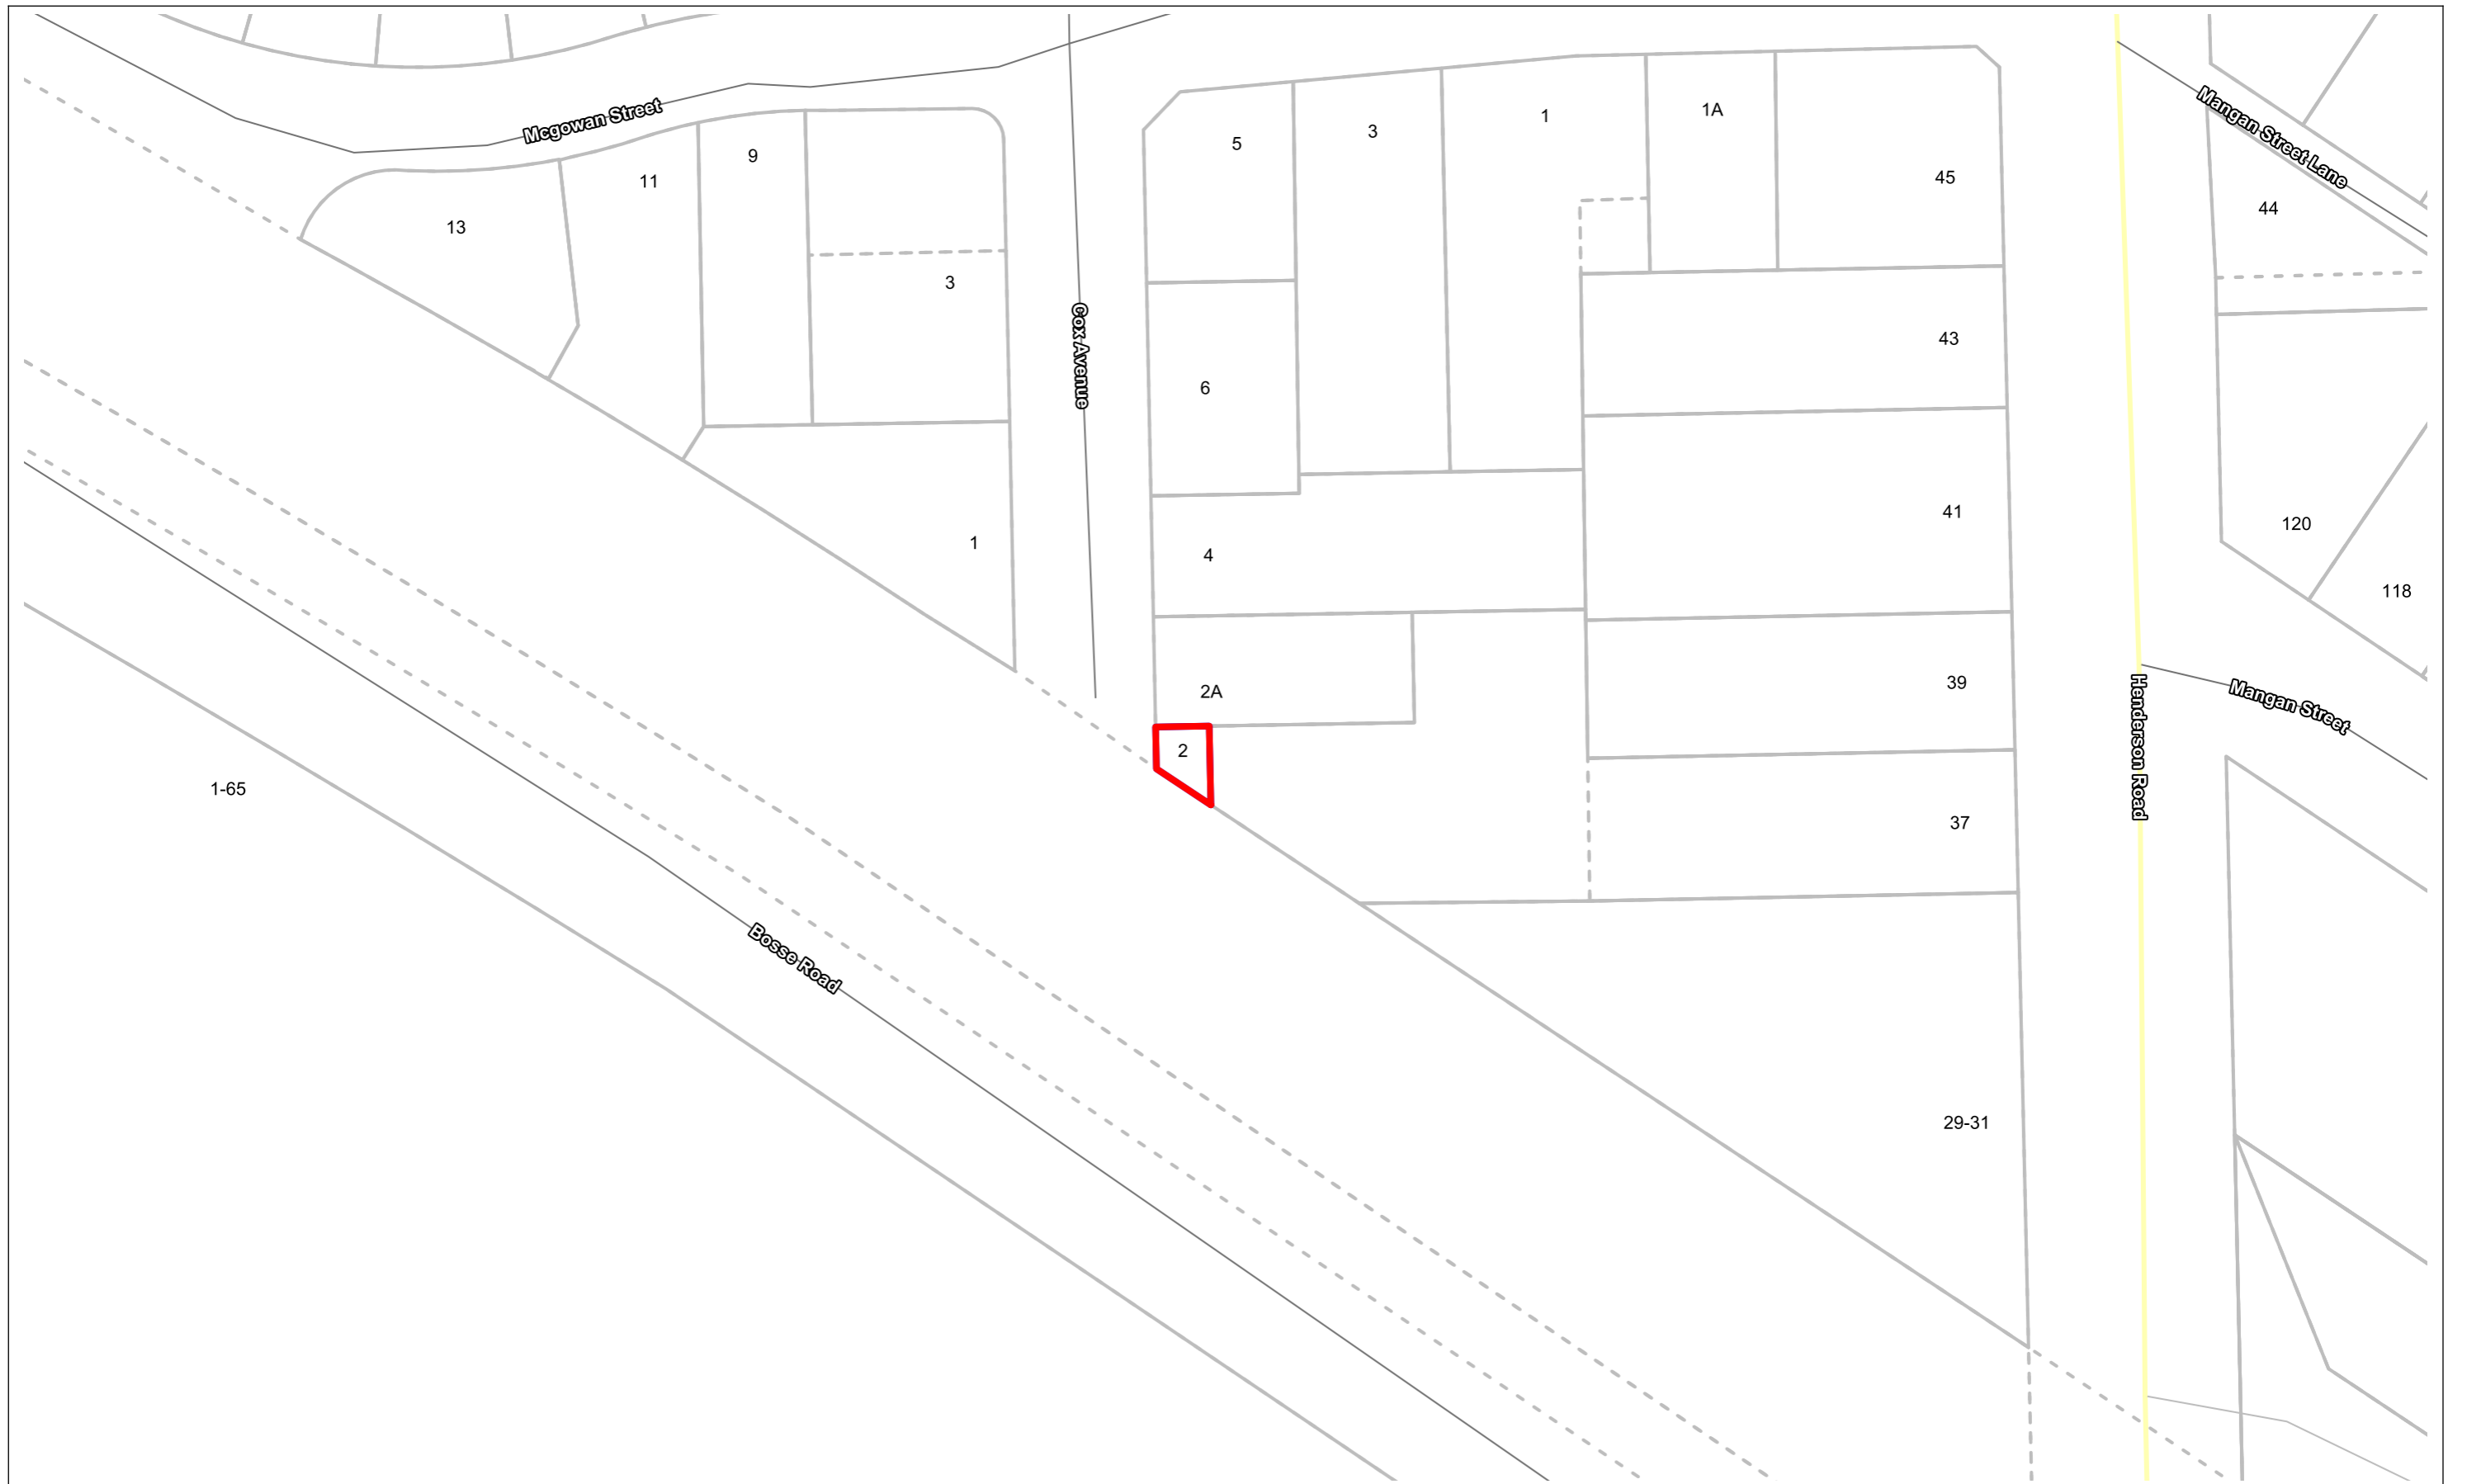 Mcgowan Street
Mangan Street Lane
1A
1
3
5
9
45
11
44
13
3
Cox Avenue
43
6
41
120
1
4
118
39
2A
Mangan Street
Henderson Road
2
1-65
37
Bosse Road
29-31